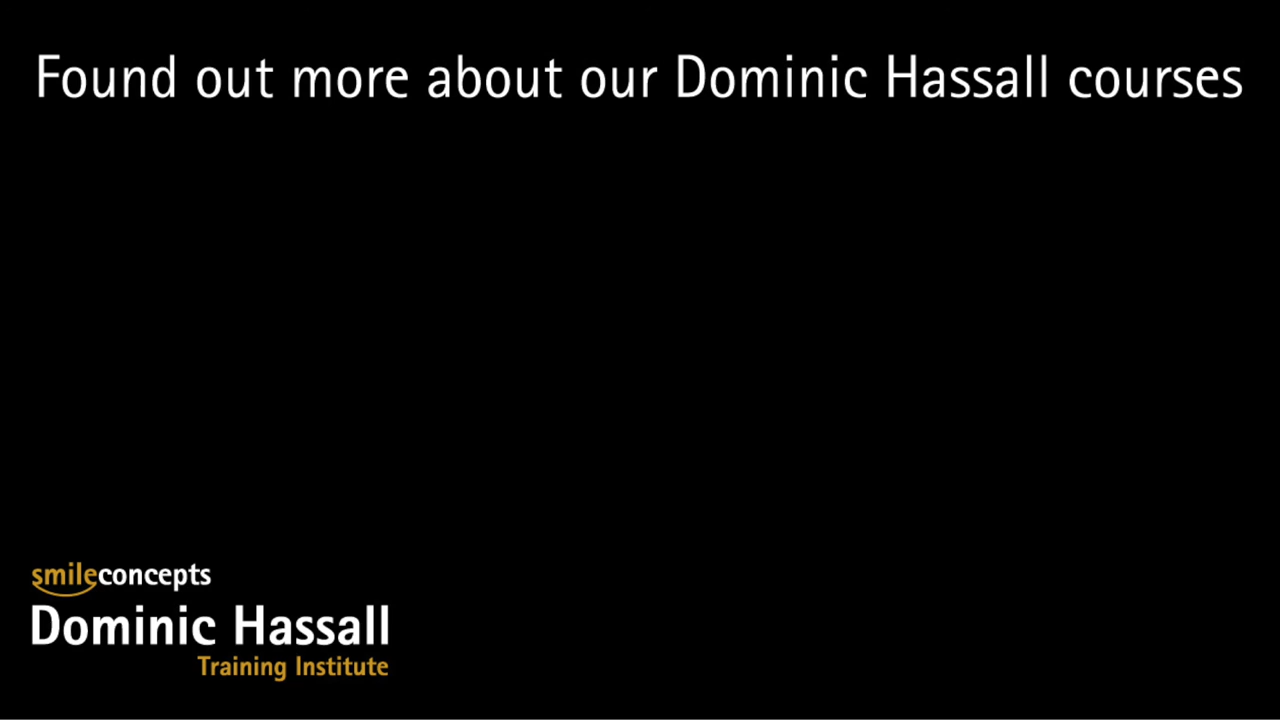 Found out more about our Dominic Hassall courses
smileconcepts
Dominic Hassall
Training Institute